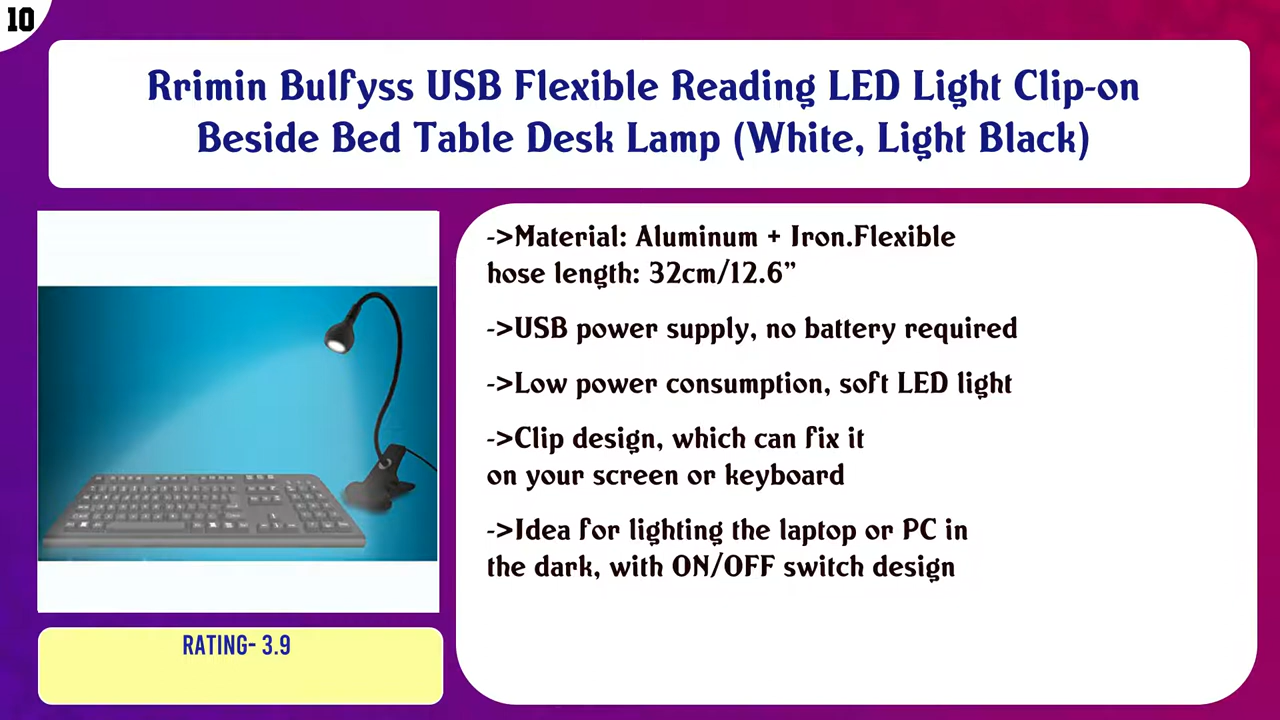 10
Rrimin Bulfyss USB Flexible Reading LED Light Clip-on
Beside Bed Table Desk Lamp (White, Light Black)
->Material: Aluminum + Iron.Flexible
hose length: 32cm/12.6”
->USB power supply, no battery required
->Low power consumption, soft LED light
->Clip design, which can fix it
on your screen or keyboard
->Idea for lighting the laptop or PC in
the dark, with ON/OFF switch design
RATING- 3.9